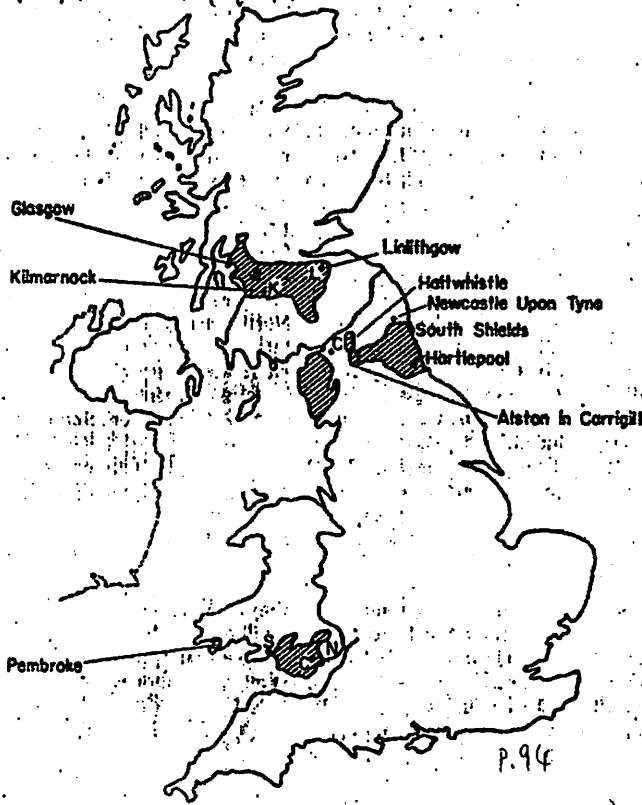 Glasgow
Linlithgow
Kilmarnock
K
Haltwhistle
Newcastle Upon Tyne
C
South Shields
Hartlepool
Alston in Carrigill
S
N
C
Pembroke
P.94